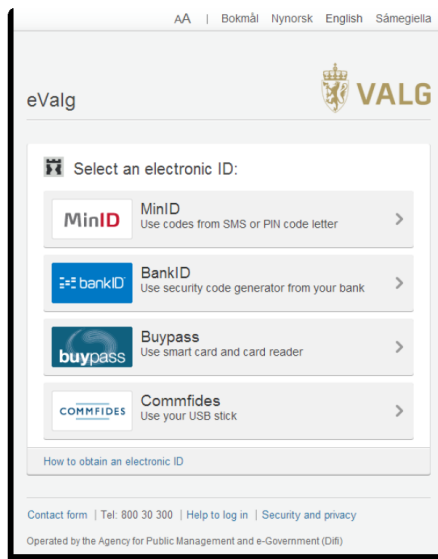 AA | Bokmål Nynorsk English Sámegiella
eValg
VALG
Select an electronic ID:
MinID
MinID
Use codes from SMS or PIN code letter
bankID
BankID
Use security code generator from your bank
buypass
Buypass
Use smart card and card reader
COMMFIDES
Commfides
Use your USB stick
How to obtain an electronic ID
Contact form | Tel: 800 30 300 | Help to log in | Security and privacy
Operated by the Agency for Public Management and e-Government (Difi)